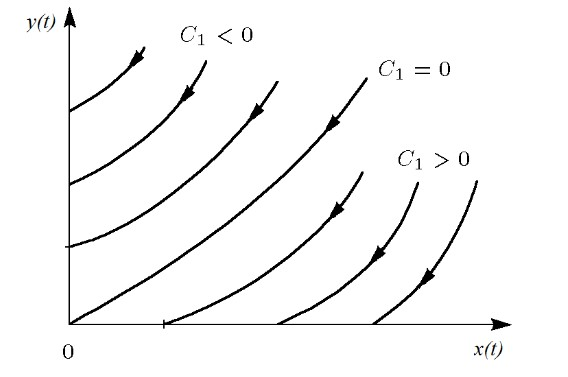 y(t)
C₁ < 0
C₁ = 0
C₁ > 0
0
x(t)